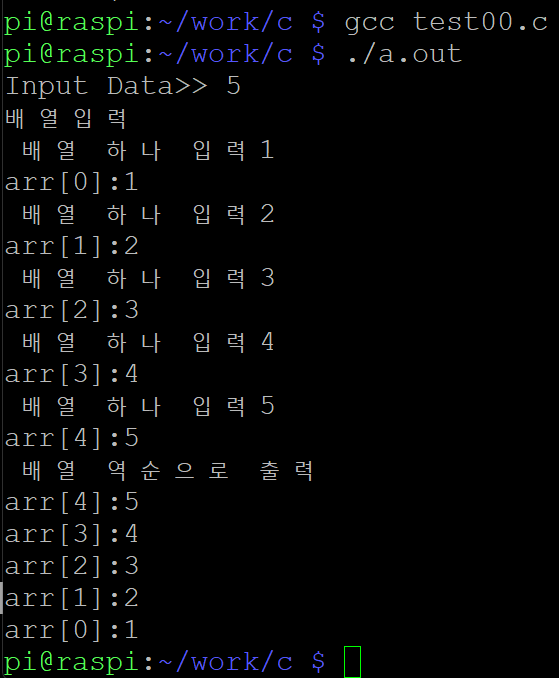 pi@raspi:~/work/c $ gcc test00.c
pi@raspi:~/work/c $ ./a.out
Input Data>> 5
배열입력
배열 하나 입력1
arr[0]:1
배열 하나 입력2
arr[1]:2
배열 하나 입력3
arr[2]:3
배열 하나 입력4
arr[3]:4
배열 하나 입력5
arr[4]:5
배열 역순으로 출력
arr[4]:5
arr[3]:4
arr[2]:3
arr[1]:2
arr[0]:1
pi@raspi:~/work/c $